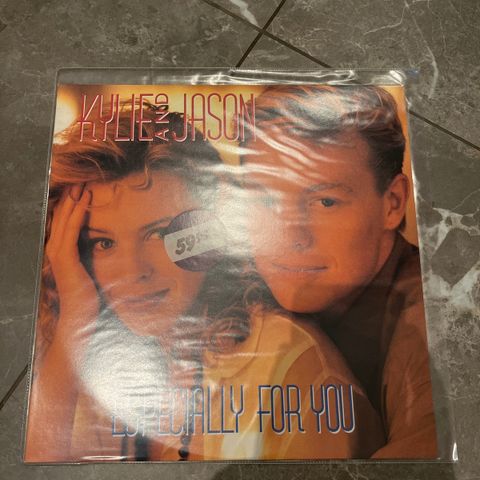 KYLIE AND JASON
59
ESPECIALLY FOR YOU